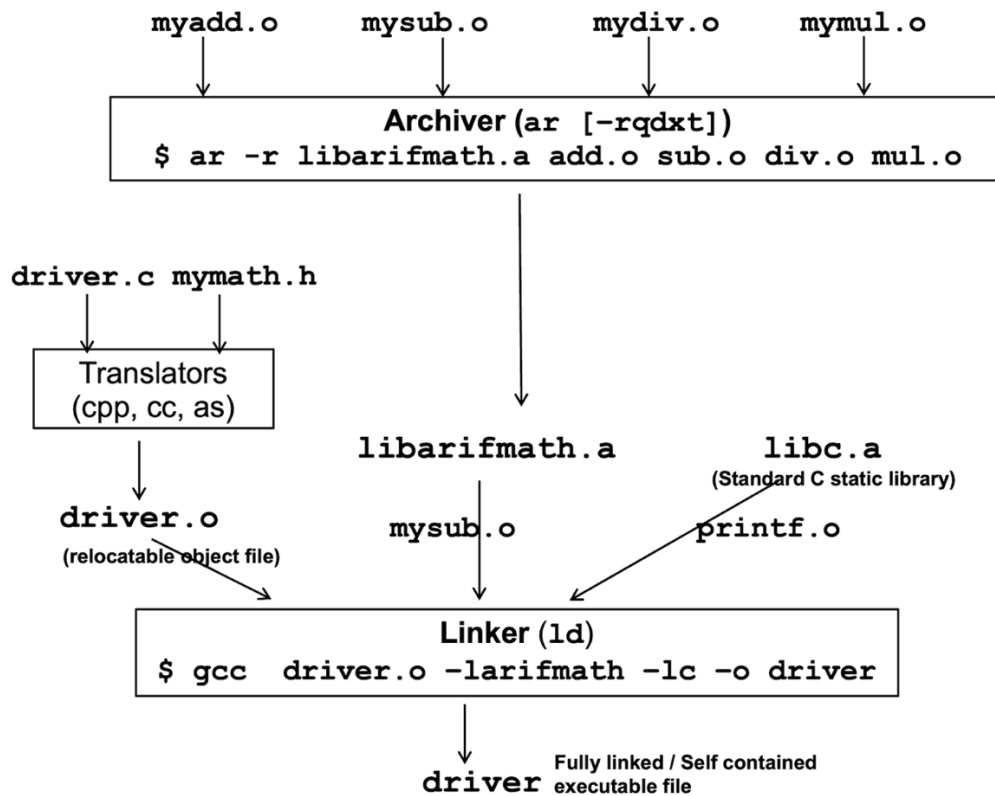 myadd.o mysub.o mydiv.o mymul.o
Archiver (ar [–rqdxt])
$ ar -r libarifmath.a add.o sub.o div.o mul.o
driver.c mymath.h
Translators
(cpp, cc, as)
libarifmath.a libc.a
(Standard C static library)
driver.o
(relocatable object file)
mysub.o printf.o
Linker (ld)
$ gcc driver.o –larifmath –lc –o driver
driver
Fully linked / Self contained
executable file